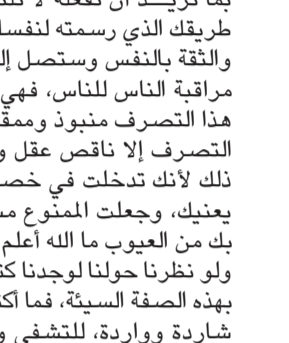 بما تريـــد أن تفعله لا
طريقك الذي رسمته لنفسك
والثقة بالنفس وستصل
مراقبة الناس للناس، فهي
هذا التصرف منبوذ
التصرف إلا ناقص عقل و
ذلك لأنك تدخلت في
يعنيك، وجعلت الممنوع
بك من العيوب ما الله أعلم
ولو نظرنا حولنا لوجدنا
بهذه الصفة السيئة، فما
شاردة وواردة، للتشفي و